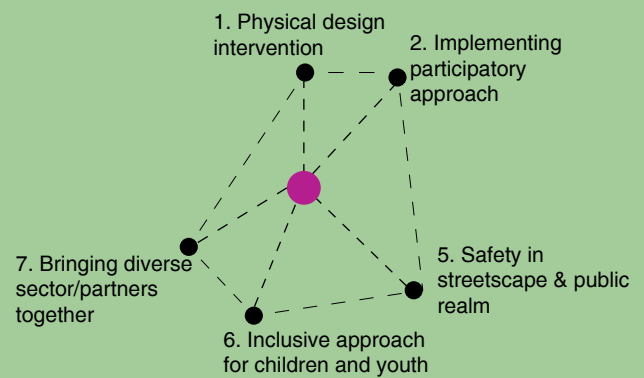 1. Physical design
intervention
2. Implementing
participatory
approach
5. Safety in
streetscape & public
realm
7. Bringing diverse
sector/partners
together
6. Inclusive approach
for children and youth